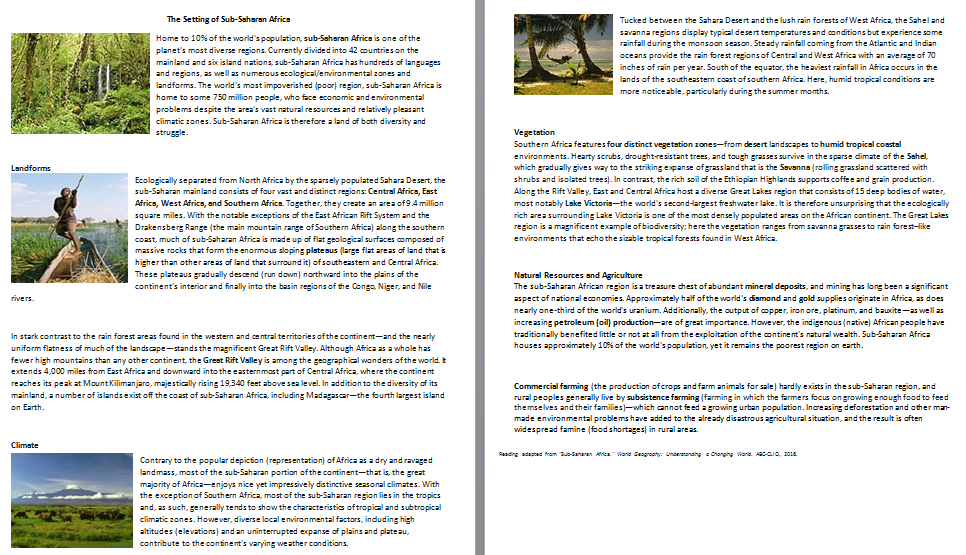 The Setting of Sub-Saharan Africa
Home to 10% of the world's population, sub-Saharan Africa is one of the
planet's most diverse regions. Currently divided into 42 countries on the
mainland and six island nations, sub-Saharan Africa has hundreds of languages
and regions, as well as numerous ecological/environmental zones and
landforms. The world's most impoverished (poor) region, sub-Saharan Africa is
home to some 750 million people, who face economic and environmental
problems despite the area's vast natural resources and relatively pleasant
climatic zones. Sub-Saharan Africa is therefore a land of both diversity and
struggle.
Landforms
Ecologically separated from North Africa by the sparsely populated Sahara Desert, the
sub-Saharan mainland consists of four vast and distinct regions: Central Africa, East
Africa, West Africa, and Southern Africa. Together, they create an area of 9.4 million
square miles. With the notable exceptions of the East African Rift System and the
Drakensberg Range (the main mountain range of Southern Africa) along the southern
coast, much of sub-Saharan Africa is made up of flat geological surfaces composed of
massive rocks that form the enormous sloping plateaus (large flat areas of land that is
higher than other areas of land that surround it) of southeastern and Central Africa.
These plateaus gradually descend (run down) northward into the plains of the
continent's interior and finally into the basin regions of the Congo, Niger, and Nile
rivers.
In stark contrast to the rain forest areas found in the western and central territories of the continent—and the nearly
uniform flatness of much of the landscape—stands the magnificent Great Rift Valley. Although Africa as a whole has
fewer high mountains than any other continent, the Great Rift Valley is among the geographical wonders of the world. It
extends 4,000 miles from East Africa and downward into the easternmost part of Central Africa, where the continent
reaches its peak at Mount Kilimanjaro, majestically rising 19,340 feet above sea level. In addition to the diversity of its
mainland, a number of islands exist off the coast of sub-Saharan Africa, including Madagascar—the fourth largest island
on Earth.
Climate
Contrary to the popular depiction (representation) of Africa as a dry and ravaged
landmass, most of the sub-Saharan portion of the continent—that is, the great
majority of Africa—enjoys nice yet impressively distinctive seasonal climates. With
the exception of Southern Africa, most of the sub-Saharan region lies in the tropics
and, as such, generally tends to show the characteristics of tropical and subtropical
climatic zones. However, diverse local environmental factors, including high
altitudes (elevations) and an uninterrupted expanse of plains and plateau,
contribute to the continent's varying weather conditions.
Tucked between the Sahara Desert and the lush rain forests of West Africa, the Sahel and
savanna regions display typical desert temperatures and conditions but experience some
rainfall during the monsoon season. Steady rainfall coming from the Atlantic and Indian
oceans provide the rain forest regions of Central and West Africa with an average of 70
inches of rain per year. South of the equator, the heaviest rainfall in Africa occurs in the
lands of the southeastern coast of southern Africa. Here, humid tropical conditions are
more noticeable, particularly during the summer months.
Vegetation
Southern Africa features four distinct vegetation zones—from desert landscapes to humid tropical coastal
environments. Hearty scrubs, drought-resistant trees, and tough grasses survive in the sparse climate of the Sahel,
which gradually gives way to the striking expanse of grassland that is the Savanna (rolling grassland scattered with
shrubs and isolated trees). In contrast, the rich soil of the Ethiopian Highlands supports coffee and grain production.
Along the Rift Valley, East and Central Africa host a diverse Great Lakes region that consists of 15 deep bodies of water,
most notably Lake Victoria—the world's second-largest freshwater lake. It is therefore unsurprising that the ecologically
rich area surrounding Lake Victoria is one of the most densely populated areas on the African continent. The Great Lakes
region is a magnificent example of biodiversity; here the vegetation ranges from savanna grasses to rain forest–like
environments that echo the sizable tropical forests found in West Africa.
Natural Resources and Agriculture
The sub-Saharan African region is a treasure chest of abundant mineral deposits, and mining has long been a significant
aspect of national economies. Approximately half of the world's diamond and gold supplies originate in Africa, as does
nearly one-third of the world's uranium. Additionally, the output of copper, iron ore, platinum, and bauxite—as well as
increasing petroleum (oil) production—are of great importance. However, the indigenous (native) African people have
traditionally benefited little or not at all from the exploitation of the continent's natural wealth. Sub-Saharan Africa
houses approximately 10% of the world's population, yet it remains the poorest region on earth.
Commercial farming (the production of crops and farm animals for sale) hardly exists in the sub-Saharan region, and
rural peoples generally live by subsistence farming (farming in which the farmers focus on growing enough food to feed
themselves and their families)—which cannot feed a growing urban population. Increasing deforestation and other man-
made environmental problems have added to the already disastrous agricultural situation, and the result is often
widespread famine (food shortages) in rural areas.
Reading adapted from "Sub-Saharan Africa." World Geography: Understanding a Changing World. ABC-CLIO, 2016.